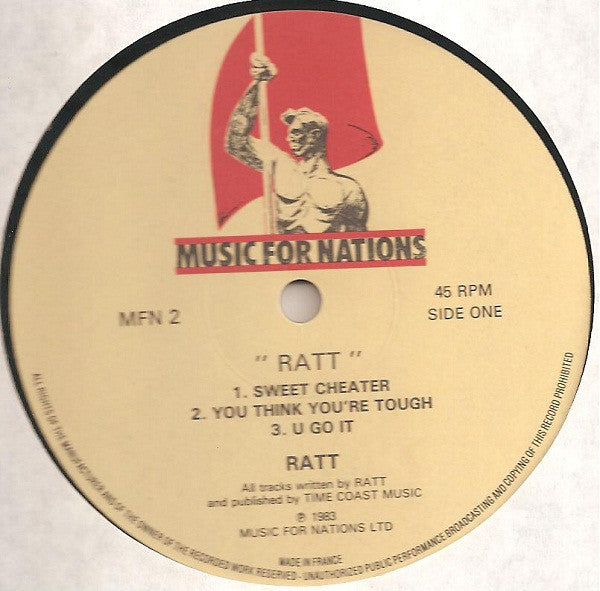 MUSIC FOR NATIONS
MFN 2
45 RPM
SIDE ONE
" RATT "
1. SWEET CHEATER
2. YOU THINK YOU'RE TOUGH
3. U GO IT
RATT
All tracks written by RATT
and published by TIME COAST MUSIC
℗ 1983
MUSIC FOR NATIONS LTD
MADE IN FRANCE
ALL RIGHTS OF THE MANUFACTURER AND OF THE OWNER OF THE RECORDED WORK RESERVED - UNAUTHORIZED PUBLIC PERFORMANCE BROADCASTING AND COPYING OF THIS RECORD PROHIBITED